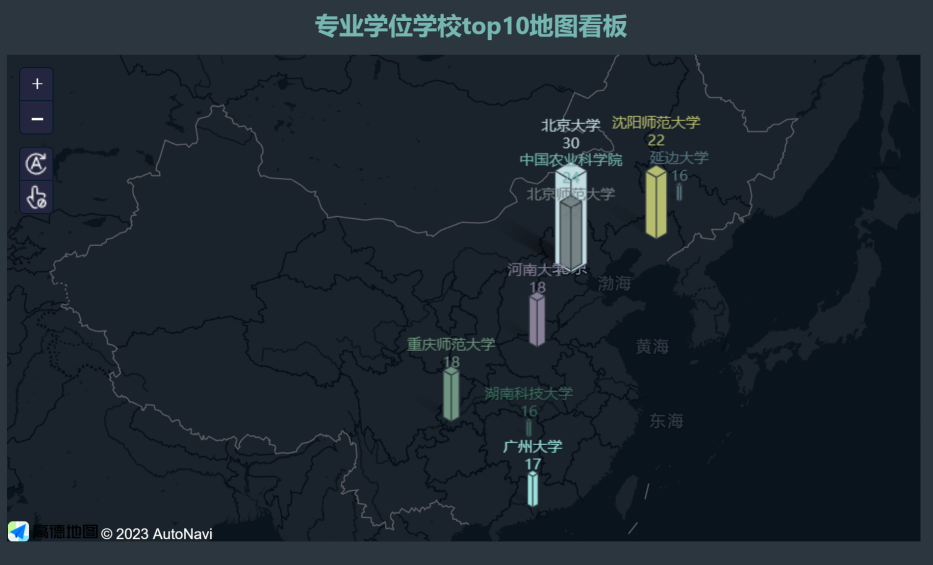 专业学位学校top10地图看板
+
−
A
北京大学
30
沈阳师范大学
22
中国农业科学院
24
延边大学
16
北京师范大学
河南大学
18
渤海
黄海
重庆师范大学
18
湖南科技大学
16
东海
广州大学
17
高德地图 © 2023 AutoNavi